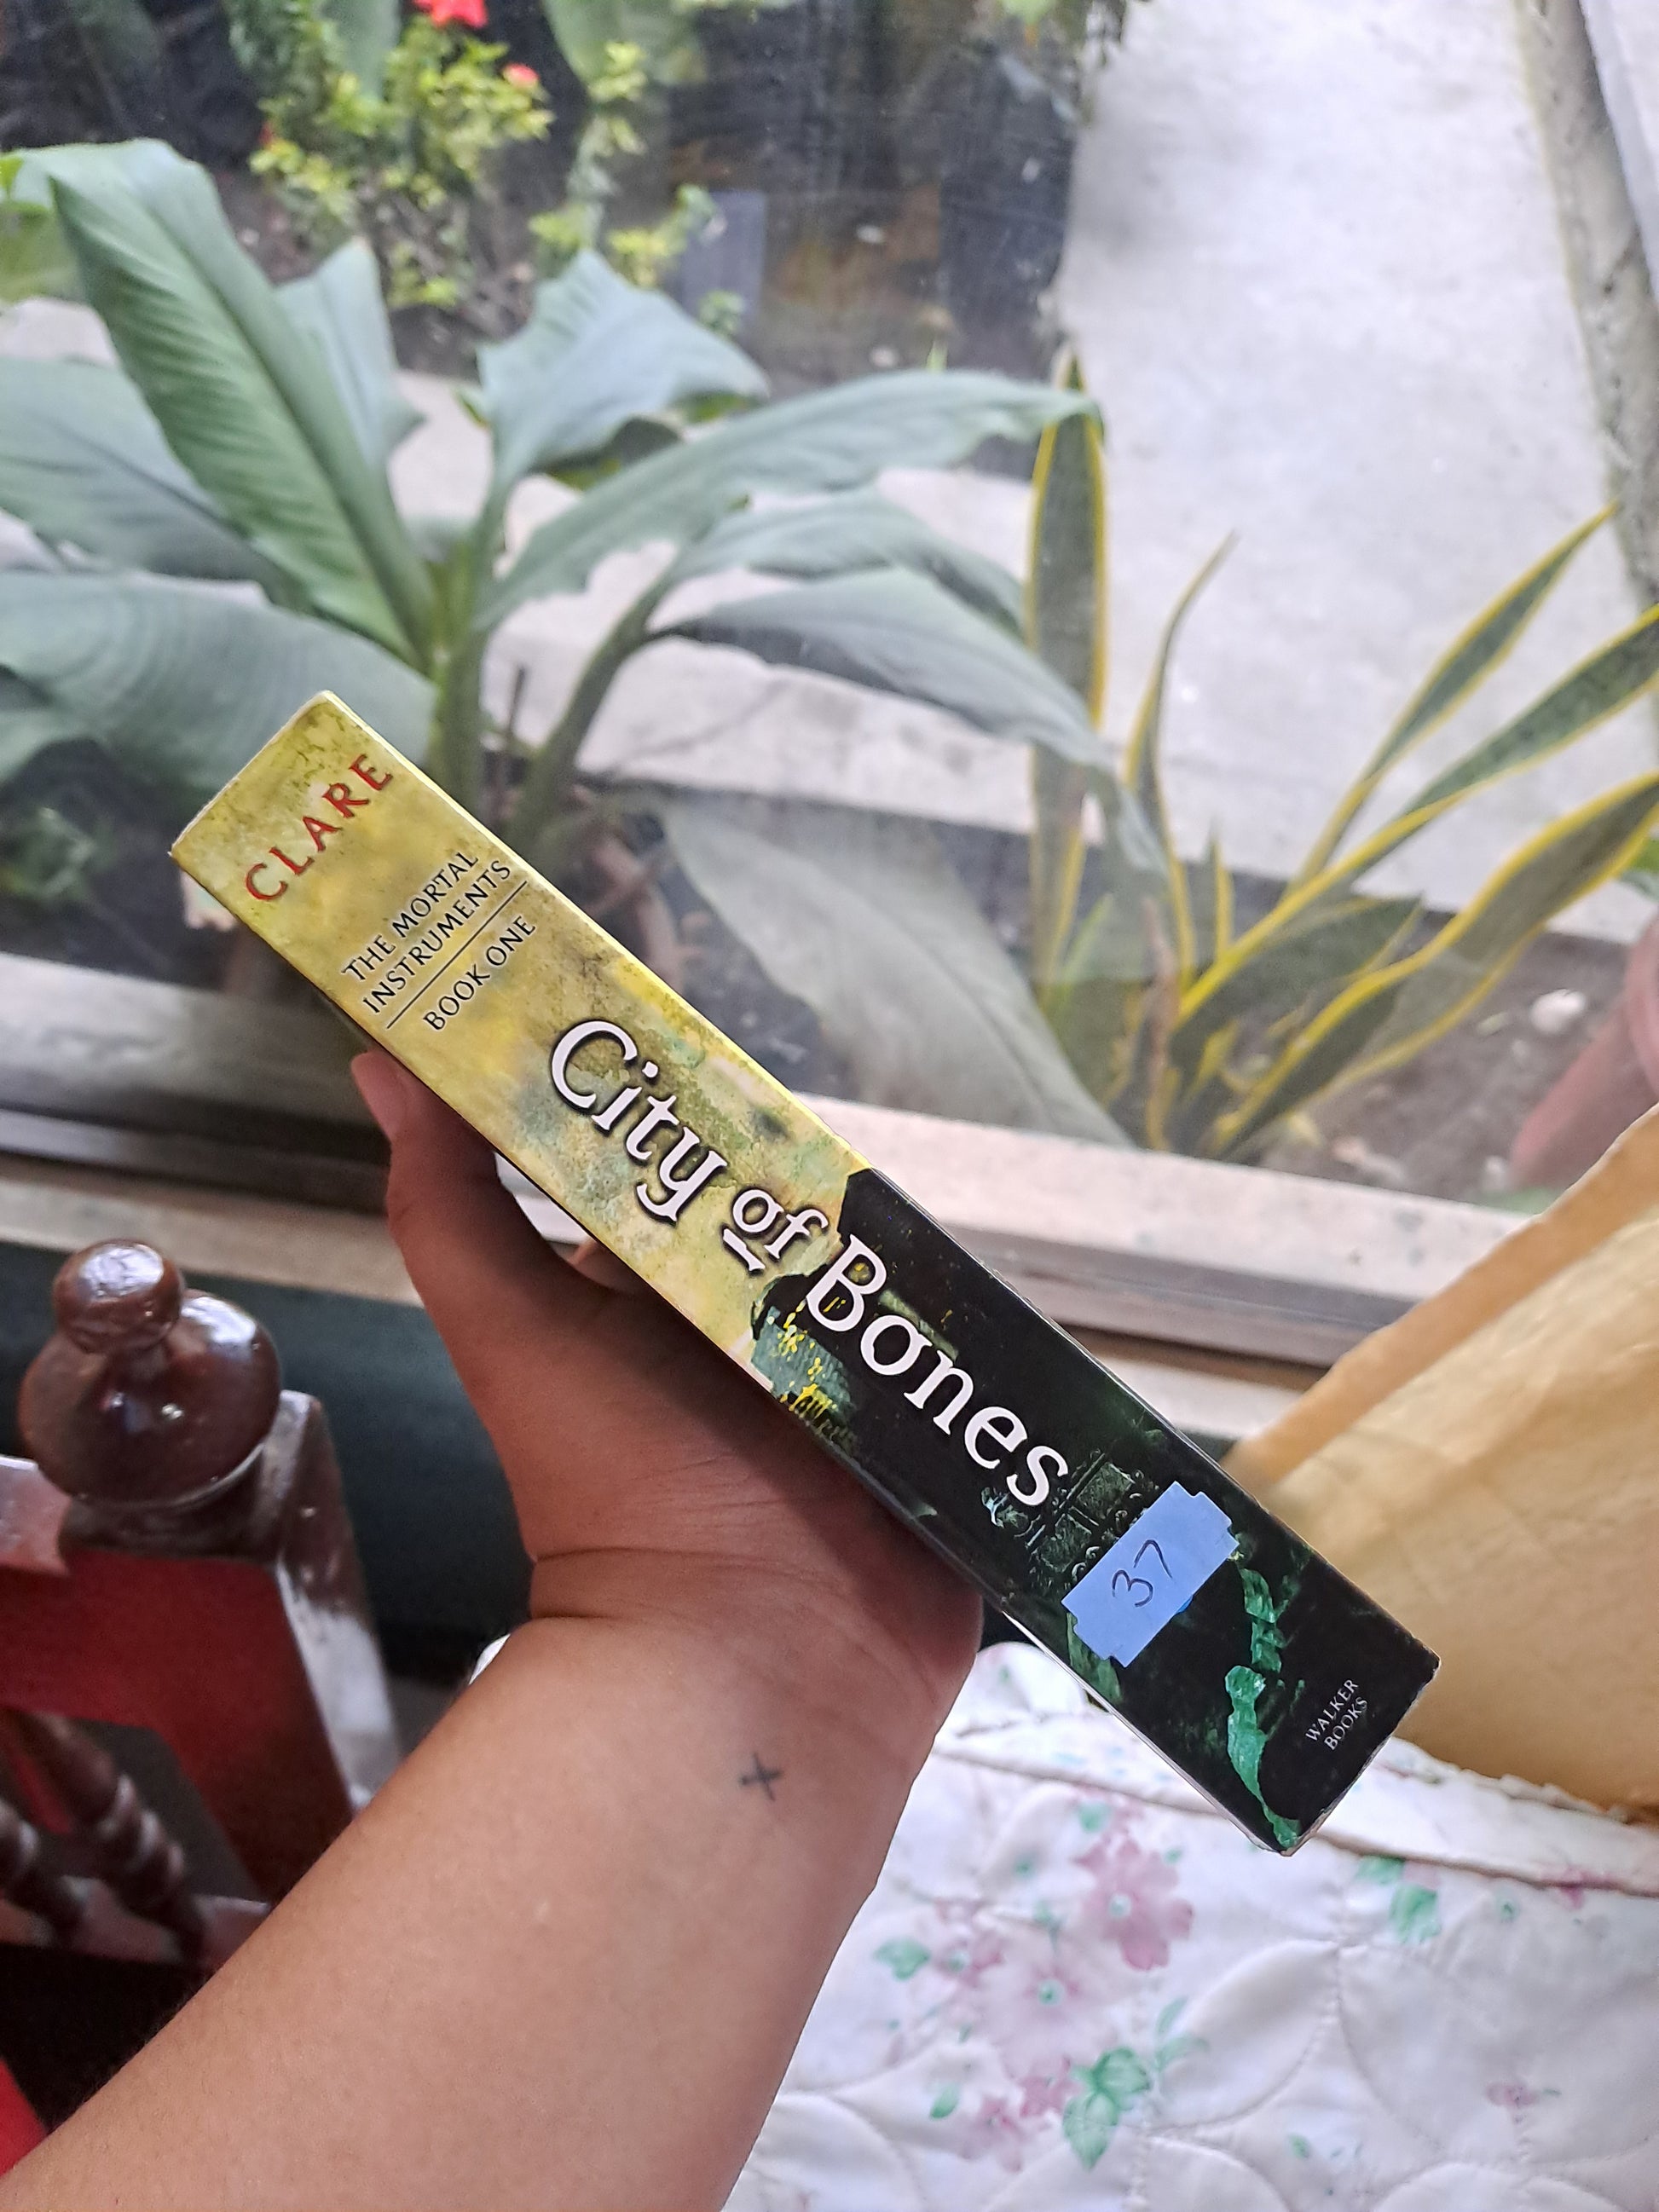 CLARE
THE MORTAL
INSTRUMENTS
BOOK ONE
City of Bones
37
WALKER
BOOKS